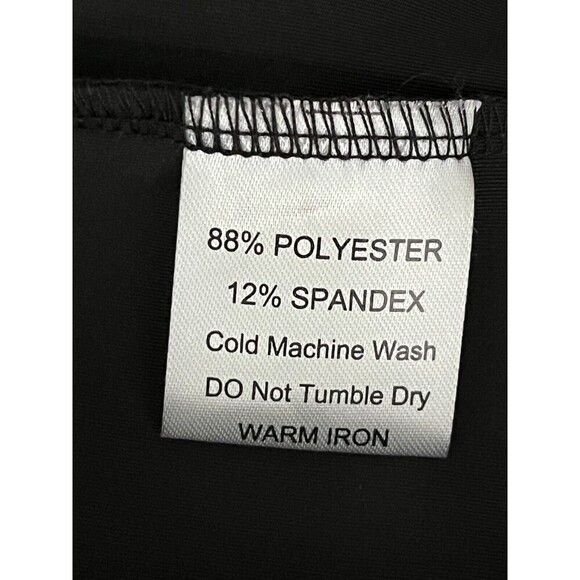 88% POLYESTER
12% SPANDEX
Cold Machine Wash
DO Not Tumble Dry
WARM IRON